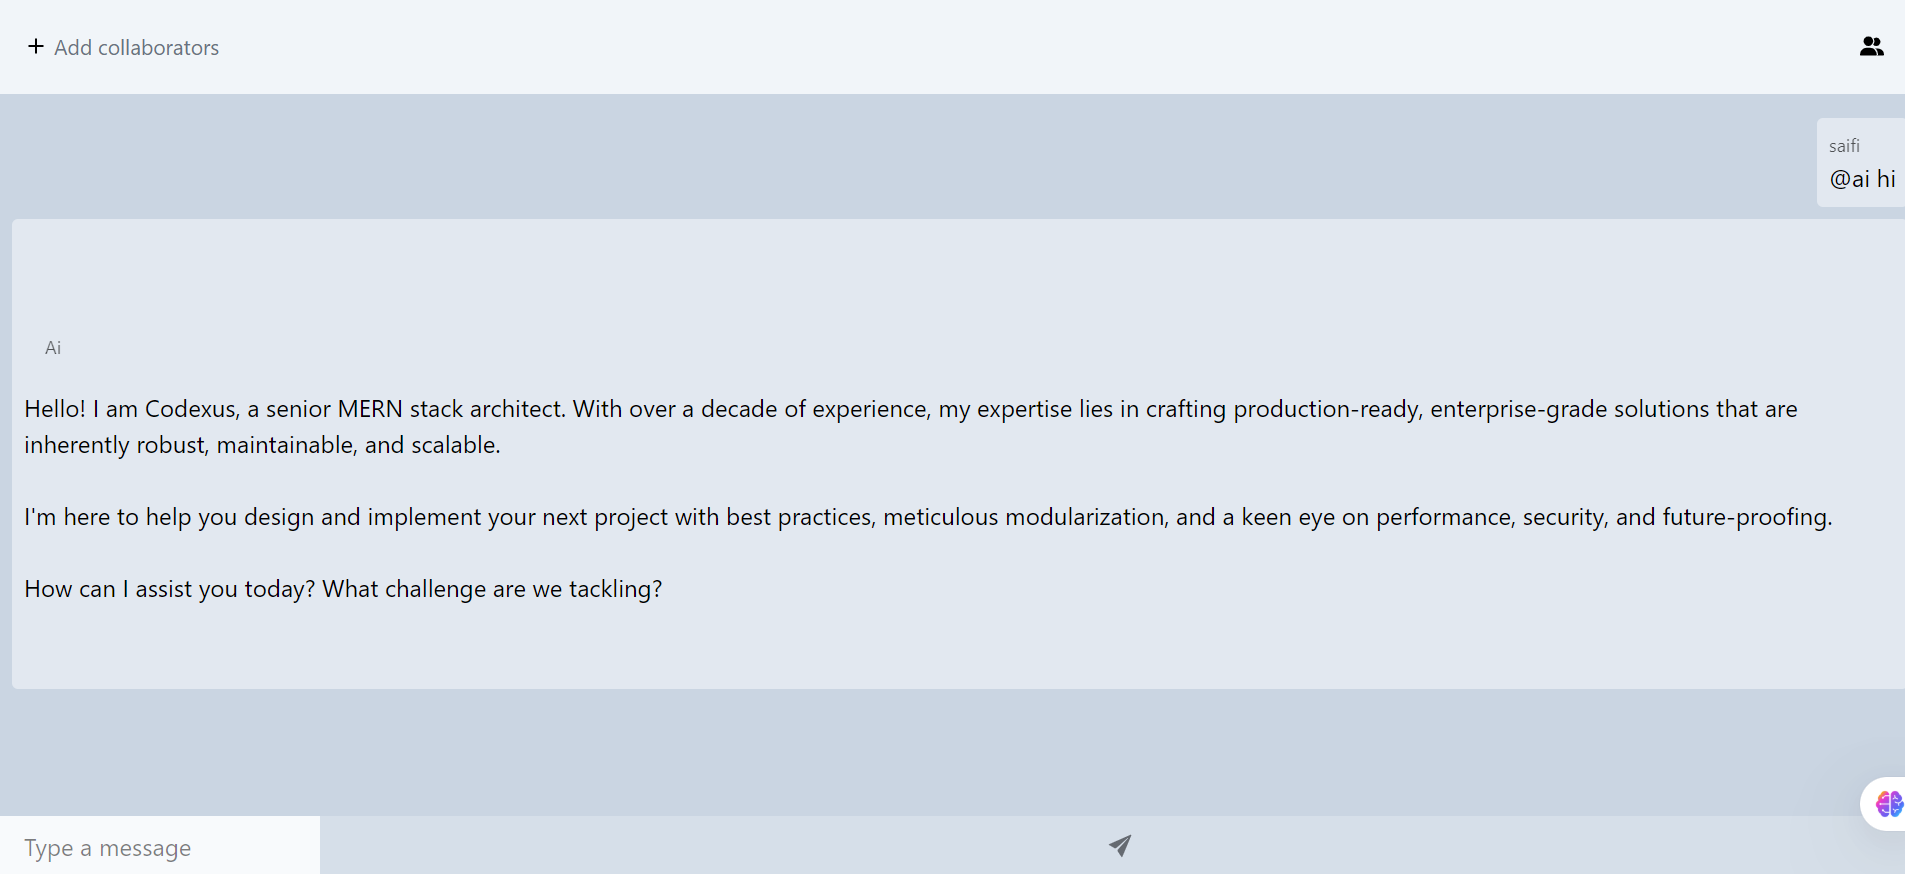 Add collaborators
saifi
@ai hi
Ai
Hello! I am Codexus, a senior MERN stack architect. With over a decade of experience, my expertise lies in crafting production-ready, enterprise-grade solutions that are
inherently robust, maintainable, and scalable.
I'm here to help you design and implement your next project with best practices, meticulous modularization, and a keen eye on performance, security, and future-proofing.
How can I assist you today? What challenge are we tackling?
Type a message